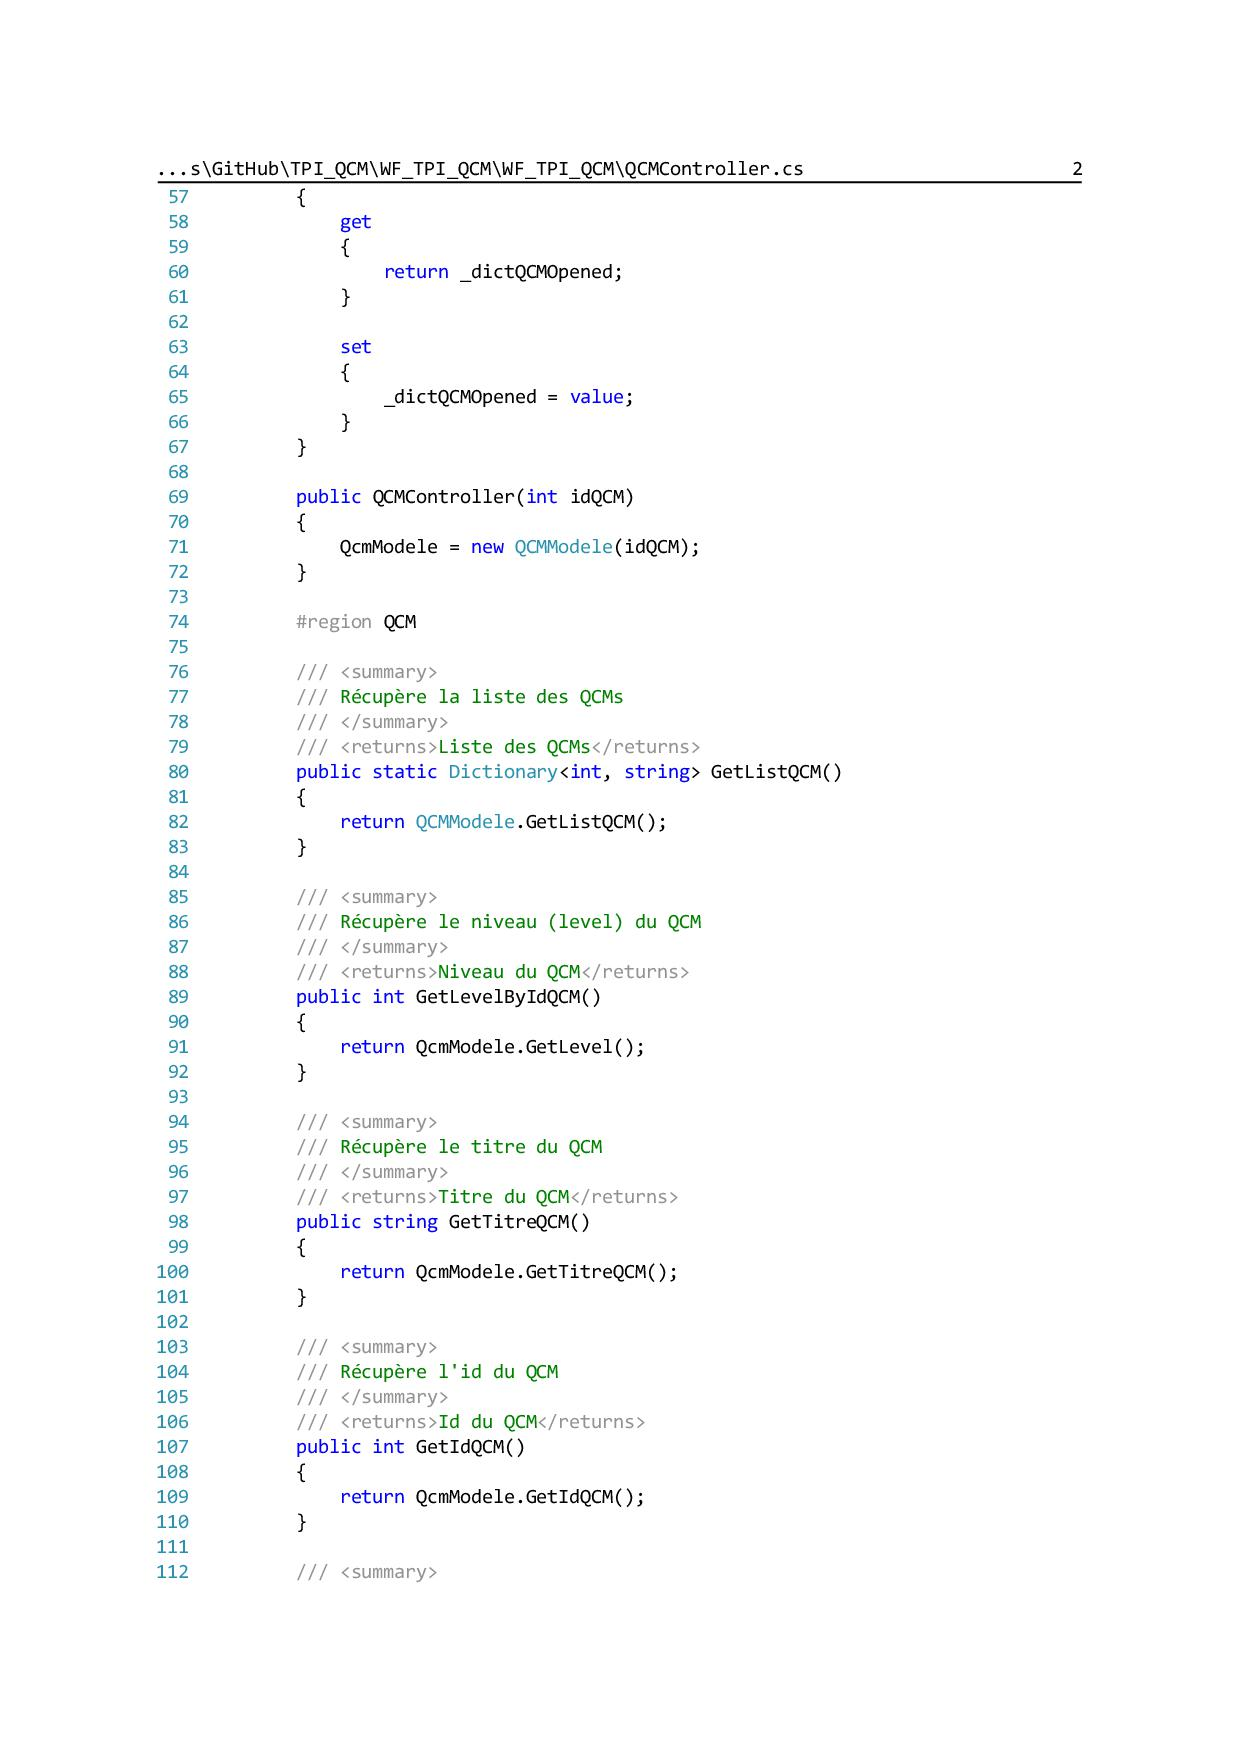 ...s\GitHub\TPI_QCM\WF_TPI_QCM\WF_TPI_QCM\QCMController.cs 2
57 {
58 get
59 {
60 return _dictQCMOpened;
61 }
62
63 set
64 {
65 _dictQCMOpened = value;
66 }
67 }
68
69 public QCMController(int idQCM)
70 {
71 QcmModele = new QCMModele(idQCM);
72 }
73
74 #region QCM
75
76 /// <summary>
77 /// Récupère la liste des QCMs
78 /// </summary>
79 /// <returns>Liste des QCMs</returns>
80 public static Dictionary<int, string> GetListQCM()
81 {
82 return QCMModele.GetListQCM();
83 }
84
85 /// <summary>
86 /// Récupère le niveau (level) du QCM
87 /// </summary>
88 /// <returns>Niveau du QCM</returns>
89 public int GetLevelByIdQCM()
90 {
91 return QcmModele.GetLevel();
92 }
93
94 /// <summary>
95 /// Récupère le titre du QCM
96 /// </summary>
97 /// <returns>Titre du QCM</returns>
98 public string GetTitreQCM()
99 {
100 return QcmModele.GetTitreQCM();
101 }
102
103 /// <summary>
104 /// Récupère l'id du QCM
105 /// </summary>
106 /// <returns>Id du QCM</returns>
107 public int GetIdQCM()
108 {
109 return QcmModele.GetIdQCM();
110 }
111
112 /// <summary>